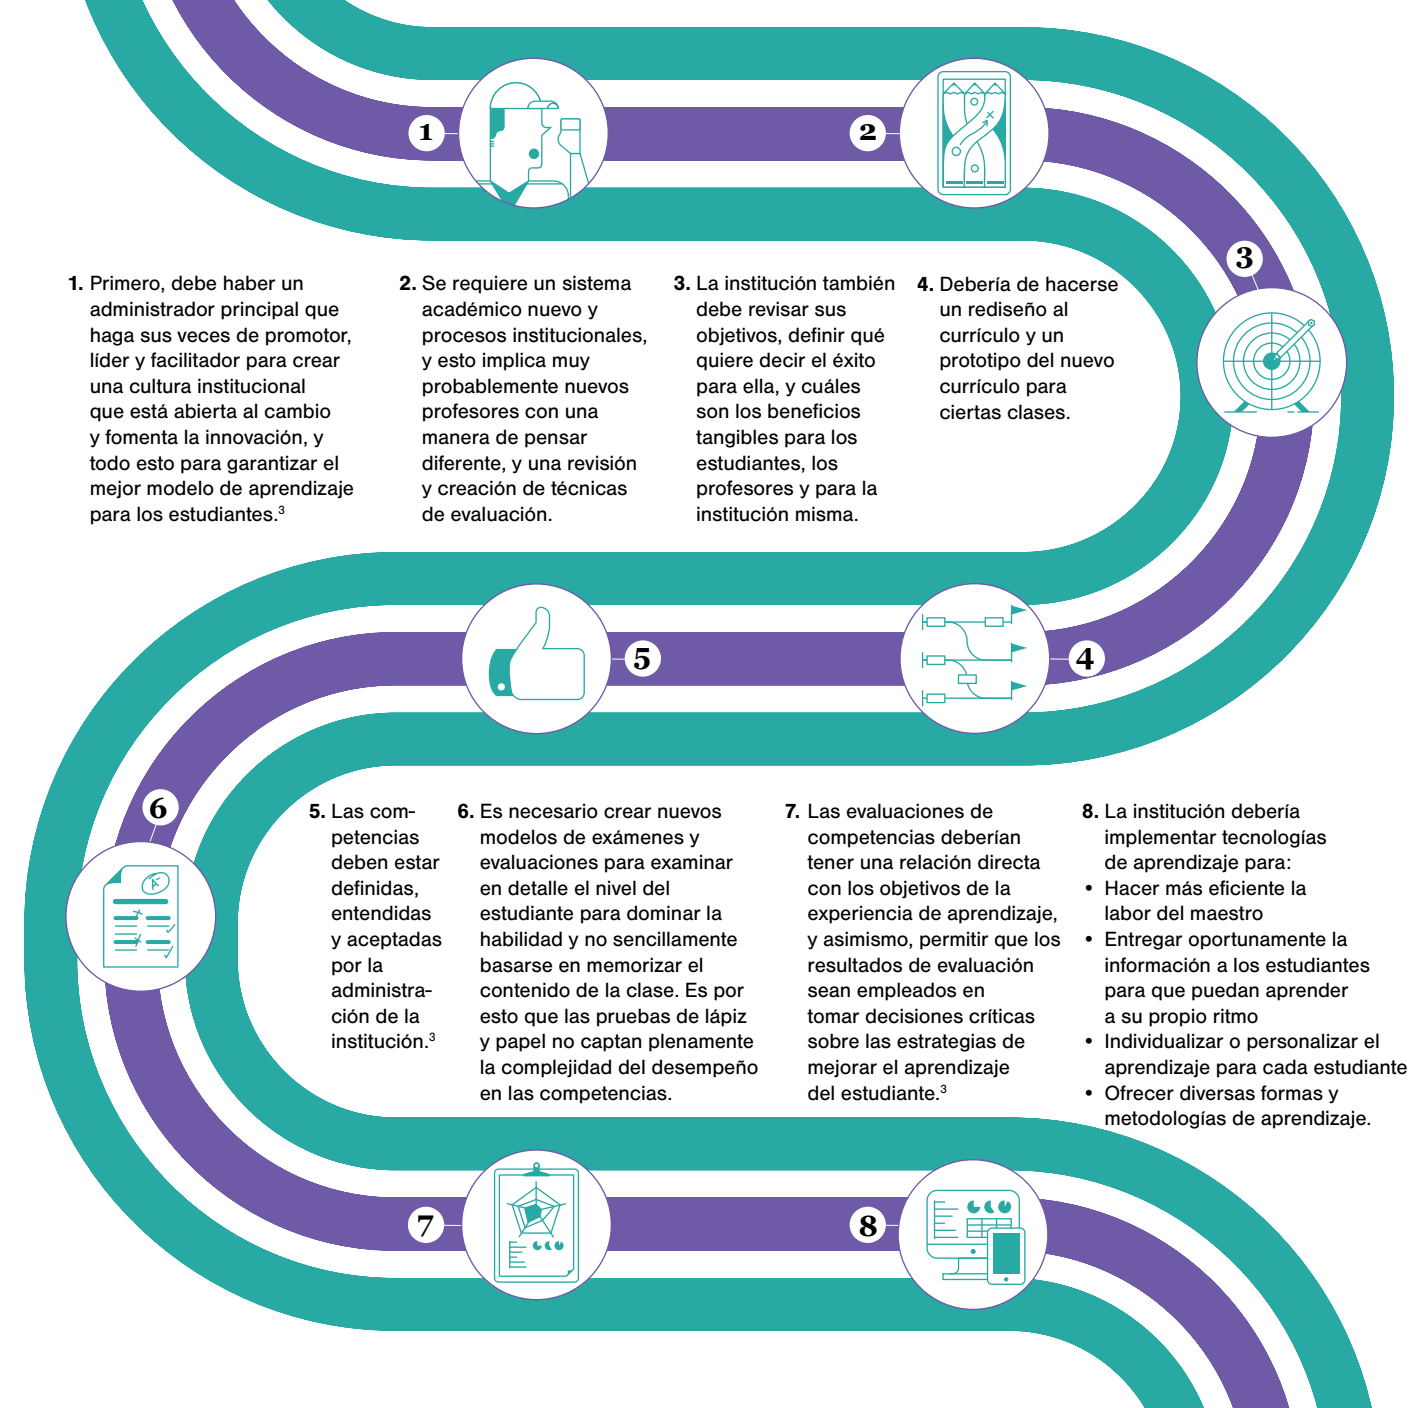 1
2
3
1. Primero, debe haber un
administrador principal que
haga sus veces de promotor,
líder y facilitador para crear
una cultura institucional
que está abierta al cambio
y fomenta la innovación, y
todo esto para garantizar el
mejor modelo de aprendizaje
para los estudiantes.³
2. Se requiere un sistema
académico nuevo y
procesos institucionales,
y esto implica muy
probablemente nuevos
profesores con una
manera de pensar
diferente, y una revisión
y creación de técnicas
de evaluación.
3. La institución también
debe revisar sus
objetivos, definir qué
quiere decir el éxito
para ella, y cuáles
son los beneficios
tangibles para los
estudiantes, los
profesores y para la
institución misma.
4. Debería de hacerse
un rediseño al
currículo y un
prototipo del nuevo
currículo para
ciertas clases.
5
4
6
A-
5. Las com-
petencias
deben estar
definidas,
entendidas
y aceptadas
por la
administra-
ción de la
institución.³
6. Es necesario crear nuevos
modelos de exámenes y
evaluaciones para examinar
en detalle el nivel del
estudiante para dominar la
habilidad y no sencillamente
basarse en memorizar el
contenido de la clase. Es por
esto que las pruebas de lápiz
y papel no captan plenamente
la complejidad del desempeño
en las competencias.
7. Las evaluaciones de
competencias deberían
tener una relación directa
con los objetivos de la
experiencia de aprendizaje,
y asimismo, permitir que los
resultados de evaluación
sean empleados en
tomar decisiones críticas
sobre las estrategias de
mejorar el aprendizaje
del estudiante.³
8. La institución debería
implementar tecnologías
de aprendizaje para:
• Hacer más eficiente la
labor del maestro
• Entregar oportunamente la
información a los estudiantes
para que puedan aprender
a su propio ritmo
• Individualizar o personalizar el
aprendizaje para cada estudiante
• Ofrecer diversas formas y
metodologías de aprendizaje.
7
8